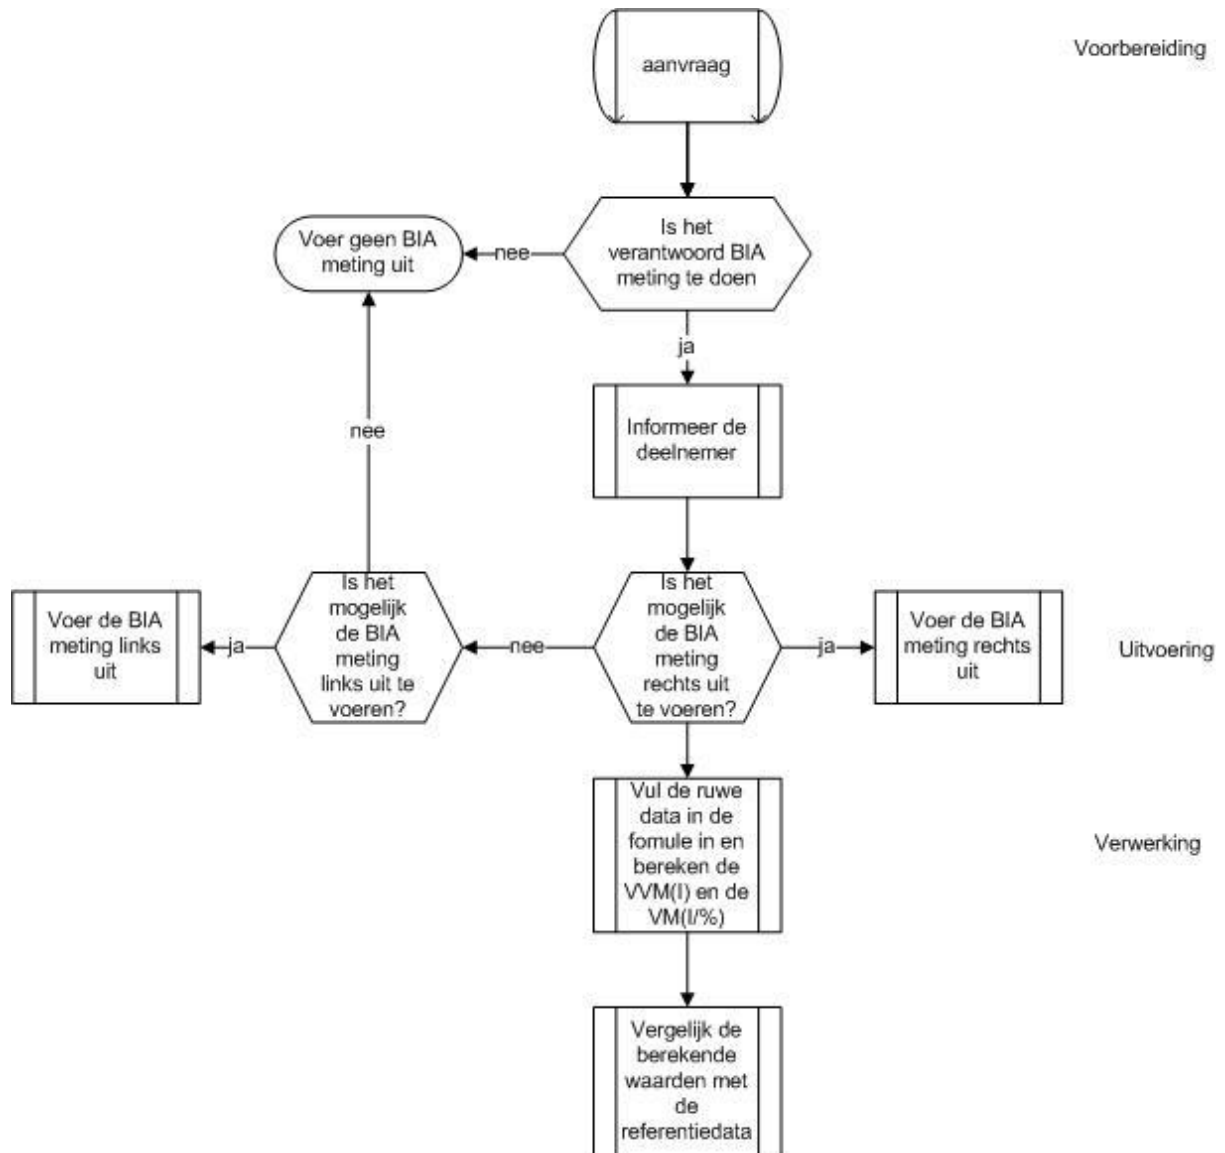 aanvraag
Voorbereiding
Is het
verantwoord BIA
meting te doen
nee
Voer geen BIA
meting uit
ja
Informeer de
deelnemer
nee
Is het
mogelijk
de BIA
meting
rechts uit
te voeren?
ja
Voer de BIA
meting rechts
uit
Uitvoering
nee
Is het
mogelijk
de BIA
meting
links uit te
voeren?
ja
Voer de BIA
meting links
uit
Vul de ruwe
data in de
fomule in en
bereken de
VVM(I) en de
VM(I/%)
Verwerking
Vergelijk de
berekende
waarden met
de
referentiedata